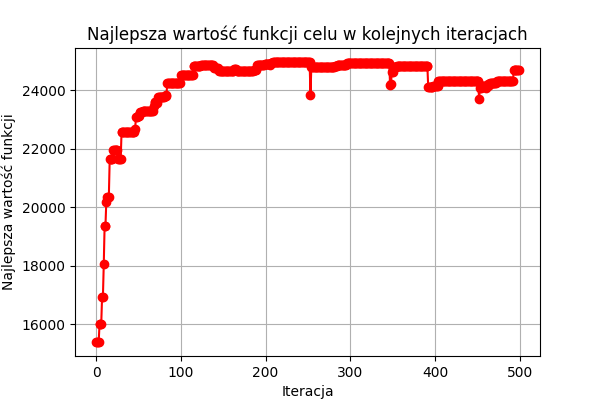 Najlepsza wartość funkcji celu w kolejnych iteracjach
Najlepsza wartość funkcji
24000
22000
20000
18000
16000
0 100 200 300 400 500
Iteracja